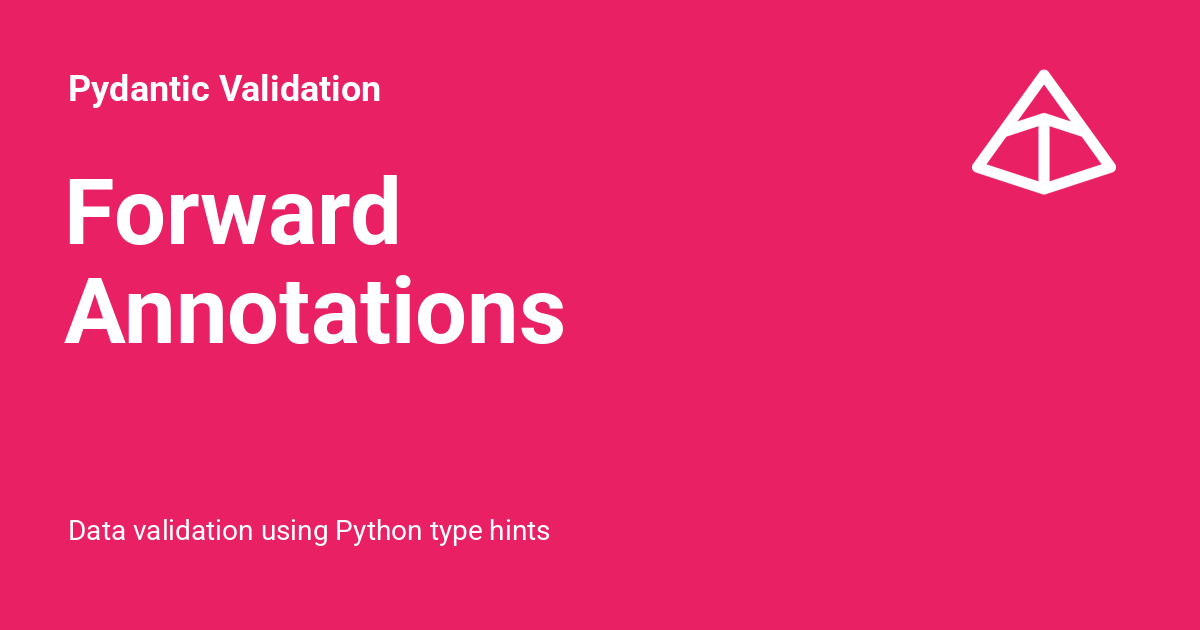 Pydantic Validation
Forward
Annotations
Data validation using Python type hints